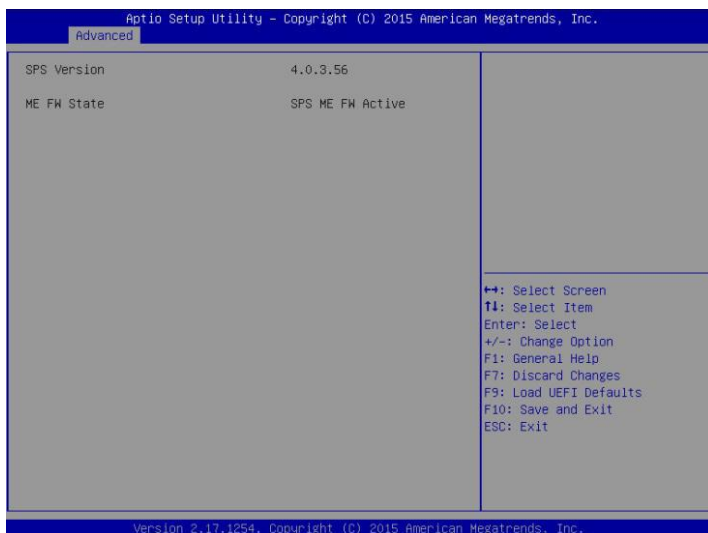 Aptio Setup Utility – Copyright (C) 2015 American Megatrends, Inc.
Advanced
SPS Version 4.0.3.56
ME FW State SPS ME FW Active
↔: Select Screen
↑↓: Select Item
Enter: Select
+/-: Change Option
F1: General Help
F7: Discard Changes
F9: Load UEFI Defaults
F10: Save and Exit
ESC: Exit
Version 2.17.1254. Copyright (C) 2015 American Megatrends, Inc.